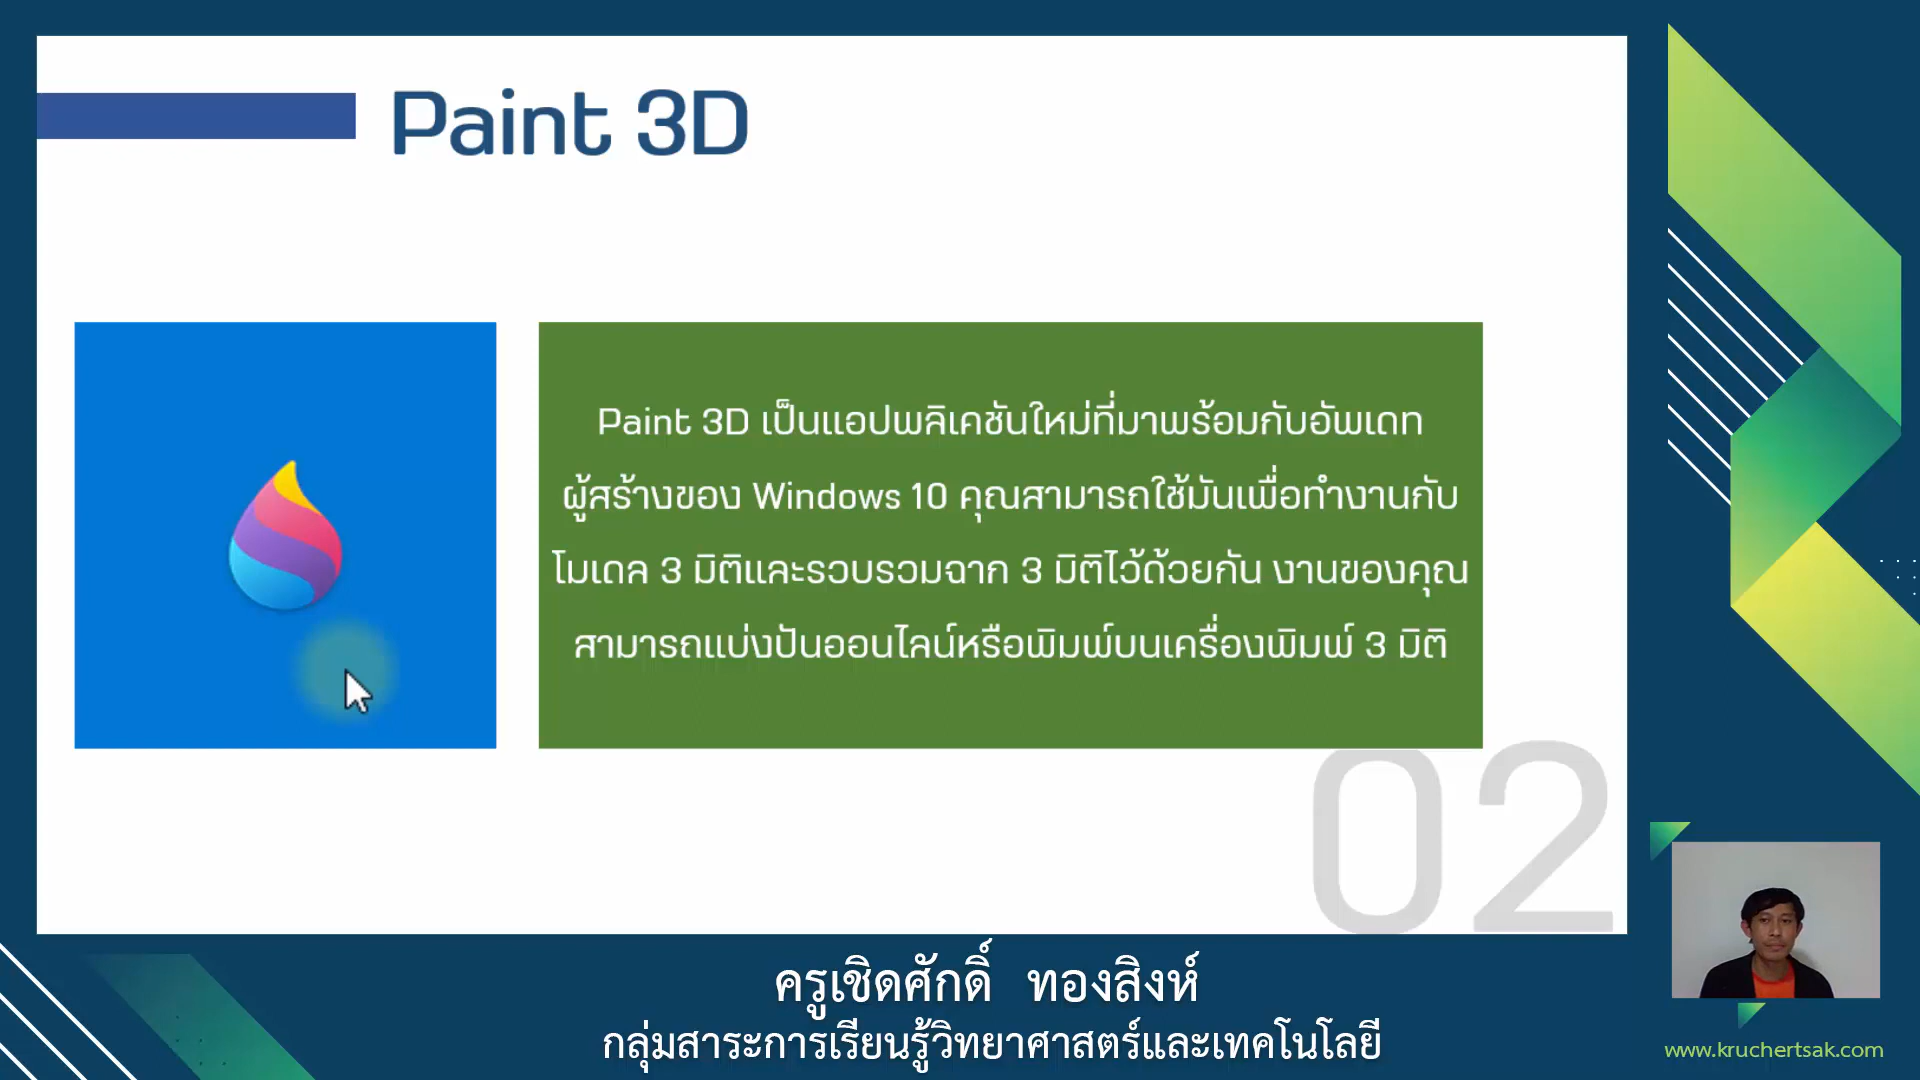 Paint 3D
Paint 3D เป็นแอปพลิเคชันใหม่ที่มาพร้อมกับอัพเดท
ผู้สร้างของ Windows 10 คุณสามารถใช้มันเพื่อทำงานกับ
โมเดล 3 มิติและรวบรวมฉาก 3 มิติไว้ด้วยกัน งานของคุณ
สามารถแบ่งปันออนไลน์หรือพิมพ์บนเครื่องพิมพ์ 3 มิติ
02
ครูเชิดศักดิ์ ทองสิงห์
กลุ่มสาระการเรียนรู้วิทยาศาสตร์และเทคโนโลยี
www.kruchertsak.com